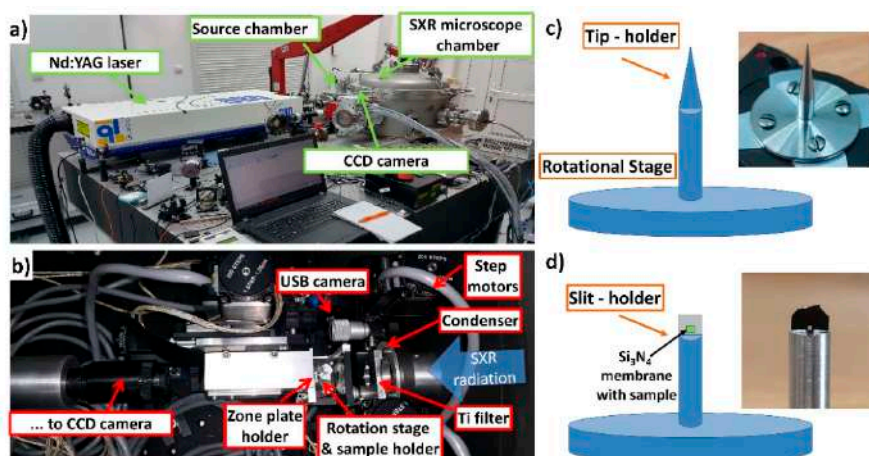 a)
Source chamber
SXR microscope
chamber
Nd:YAG laser
CCD camera
b)
USB camera
Step
motors
Condenser
SXR
radiation
... to CCD camera
Zone plate
holder
Rotation stage
& sample holder
Ti filter
c)
Tip - holder
Rotational Stage
d)
Slit - holder
Si₃N₄
membrane
with sample